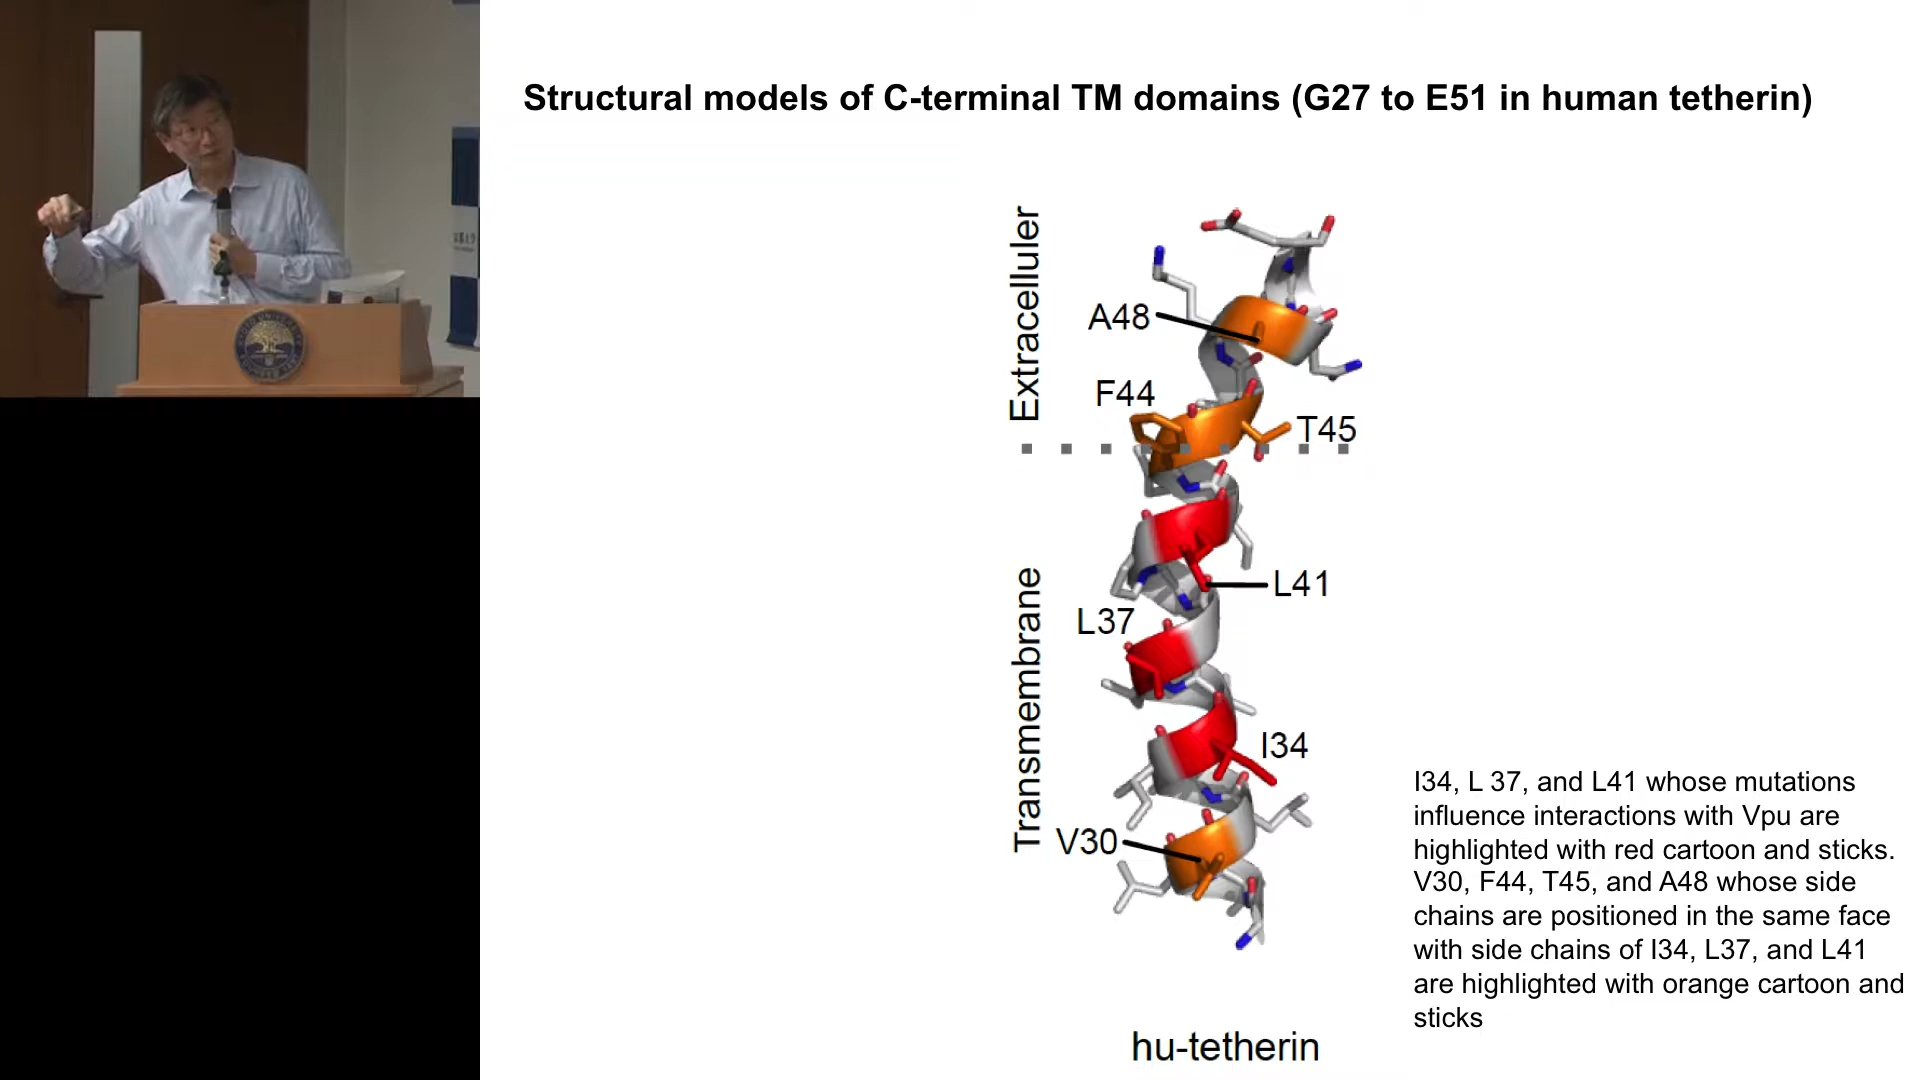 Structural models of C-terminal TM domains (G27 to E51 in human tetherin)
Extracelluler
A48
F44
T45
L41
L37
Transmembrane
I34
V30
I34, L 37, and L41 whose mutations
influence interactions with Vpu are
highlighted with red cartoon and sticks.
V30, F44, T45, and A48 whose side
chains are positioned in the same face
with side chains of I34, L37, and L41
are highlighted with orange cartoon and
sticks
hu-tetherin